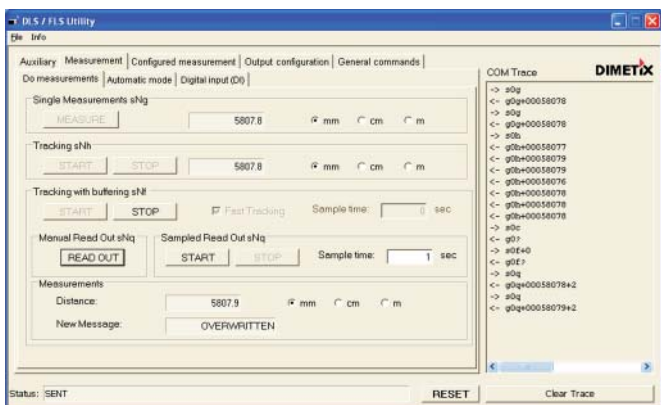 DLS / FLS Utility
File Info
Auxiliary Measurement Configured measurement Output configuration General commands
Do measurements Automatic mode Digital input (DI)
Single Measurements sNg
MEASURE 5807.8 mm cm m
Tracking sNh
START STOP 5807.8 mm cm m
Tracking with buffering sNf
START STOP Fast Tracking Sample time: 0 sec
Manual Read Out sNq Sampled Read Out sNq
READ OUT START STOP Sample time: 1 sec
Measurements
Distance: 5807.9 mm cm m
New Message: OVERWRITTEN
COM Trace DIMETIX
-> s0g
<- g0g+00058078
-> s0g
<- g0g+00058078
-> s0h
<- g0h+00058077
<- g0h+00058079
<- g0h+00058079
<- g0h+00058076
<- g0h+00058078
<- g0h+00058078
<- g0h+00058078
-> s0c
<- g0?
-> s0f+0
<- g0f?
-> s0q
<- g0q+00058078+2
-> s0q
<- g0q+00058079+2
Status: SENT RESET Clear Trace